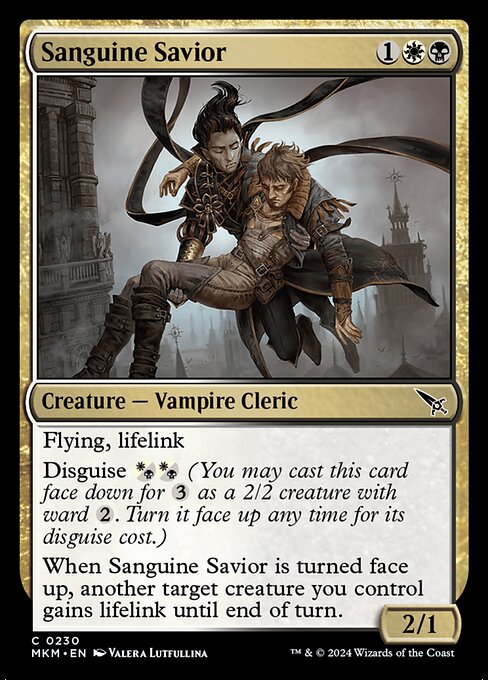 Sanguine Savior 1
Creature — Vampire Cleric
Flying, lifelink
Disguise (You may cast this card
face down for 3 as a 2/2 creature with
ward 2. Turn it face up any time for its
disguise cost.)
When Sanguine Savior is turned face
up, another target creature you control
gains lifelink until end of turn.
2/1
C 0230
MKM • EN Valera Lutfullina
™ & © 2024 Wizards of the Coast